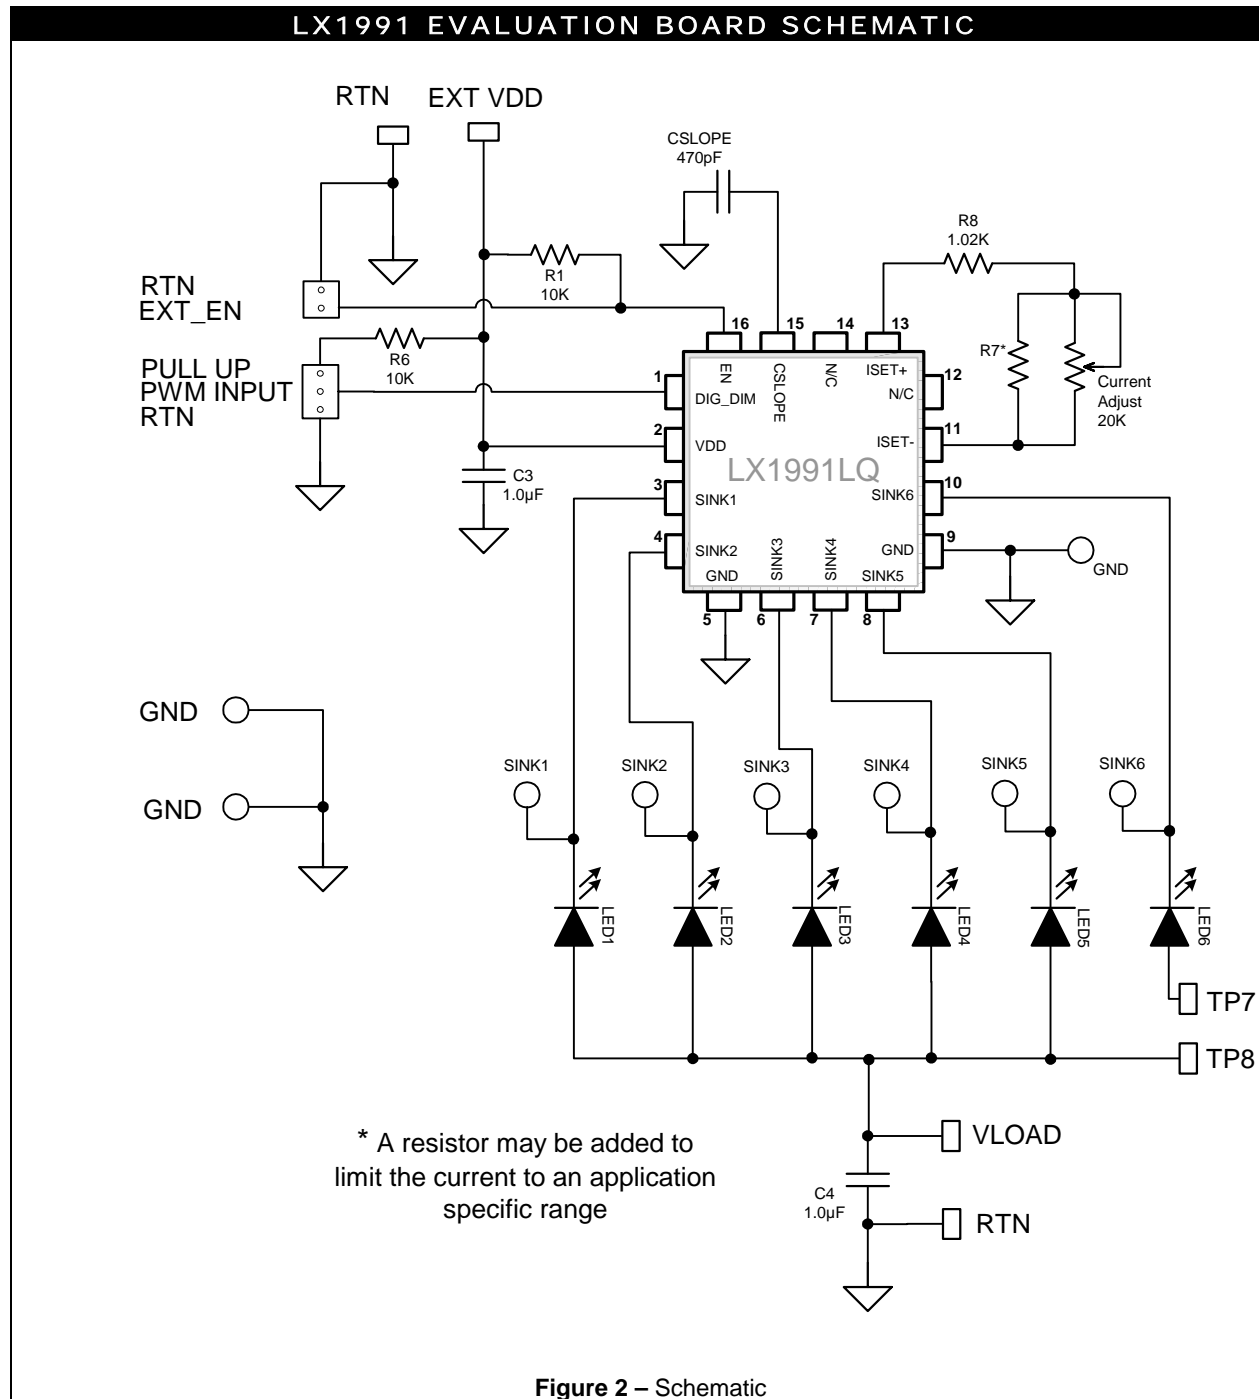 LX1991 EVALUATION BOARD SCHEMATIC
RTN
EXT VDD
CSLOPE
470pF
R8
1.02K
R1
10K
RTN
EXT_EN
R6
10K
PULL UP
PWM INPUT
RTN
16
15
14
13
EN
CSLOPE
N/C
ISET+
R7*
Current
Adjust
20K
1
DIG_DIM
12
N/C
2
VDD
11
ISET-
LX1991LQ
C3
1.0µF
3
SINK1
10
SINK6
4
SINK2
SINK3
SINK4
9
GND
GND
GND
SINK5
5
6
7
8
GND
GND
SINK1
SINK2
SINK3
SINK4
SINK5
SINK6
LED1
LED2
LED3
LED4
LED5
LED6
TP7
TP8
VLOAD
* A resistor may be added to
limit the current to an application
specific range
C4
1.0µF
RTN
Figure 2 – Schematic